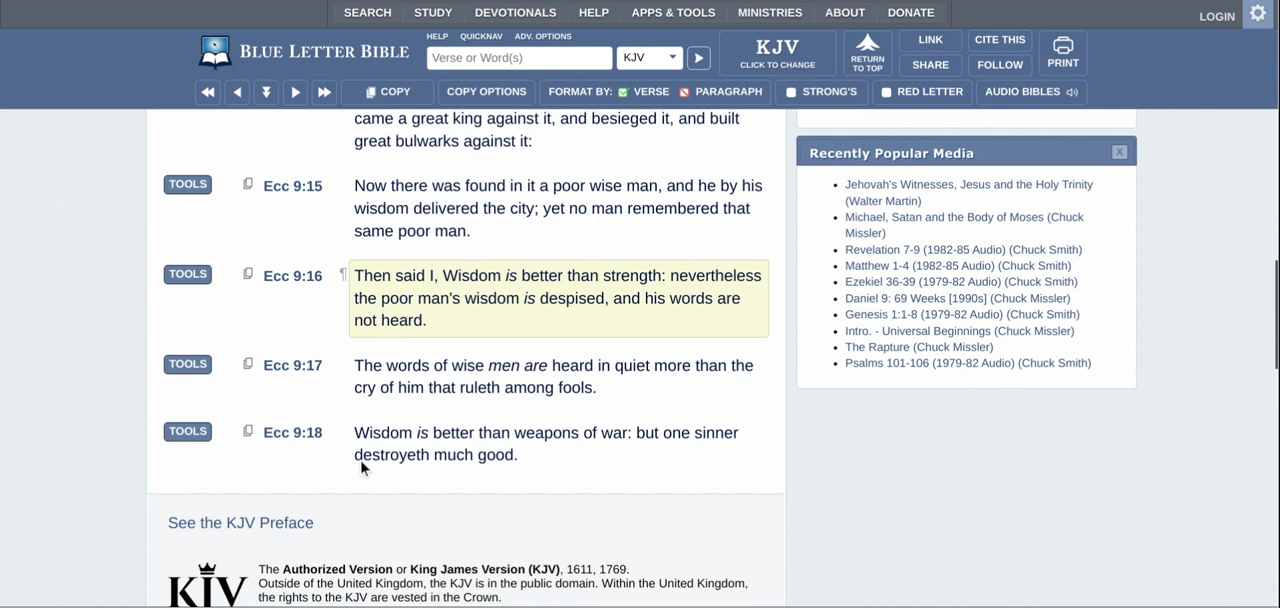 SEARCH STUDY DEVOTIONALS HELP APPS & TOOLS MINISTRIES ABOUT DONATE
LOGIN
BLUE LETTER BIBLE
HELP QUICKNAV ADV. OPTIONS
Verse or Word(s) KJV
KJV
CLICK TO CHANGE
RETURN
TO TOP
LINK CITE THIS
SHARE FOLLOW
PRINT
COPY COPY OPTIONS FORMAT BY: VERSE PARAGRAPH STRONG'S RED LETTER AUDIO BIBLES
came a great king against it, and besieged it, and built
great bulwarks against it:
TOOLS Ecc 9:15 Now there was found in it a poor wise man, and he by his
wisdom delivered the city; yet no man remembered that
same poor man.
TOOLS Ecc 9:16 ¶ Then said I, Wisdom is better than strength: nevertheless
the poor man's wisdom is despised, and his words are
not heard.
TOOLS Ecc 9:17 The words of wise men are heard in quiet more than the
cry of him that ruleth among fools.
TOOLS Ecc 9:18 Wisdom is better than weapons of war: but one sinner
destroyeth much good.
See the KJV Preface
KJV
The Authorized Version or King James Version (KJV), 1611, 1769.
Outside of the United Kingdom, the KJV is in the public domain. Within the United Kingdom,
the rights to the KJV are vested in the Crown.
Recently Popular Media X
• Jehovah's Witnesses, Jesus and the Holy Trinity
(Walter Martin)
• Michael, Satan and the Body of Moses (Chuck
Missler)
• Revelation 7-9 (1982-85 Audio) (Chuck Smith)
• Matthew 1-4 (1982-85 Audio) (Chuck Smith)
• Ezekiel 36-39 (1979-82 Audio) (Chuck Smith)
• Daniel 9: 69 Weeks [1990s] (Chuck Missler)
• Genesis 1:1-8 (1979-82 Audio) (Chuck Smith)
• Intro. - Universal Beginnings (Chuck Missler)
• The Rapture (Chuck Missler)
• Psalms 101-106 (1979-82 Audio) (Chuck Smith)